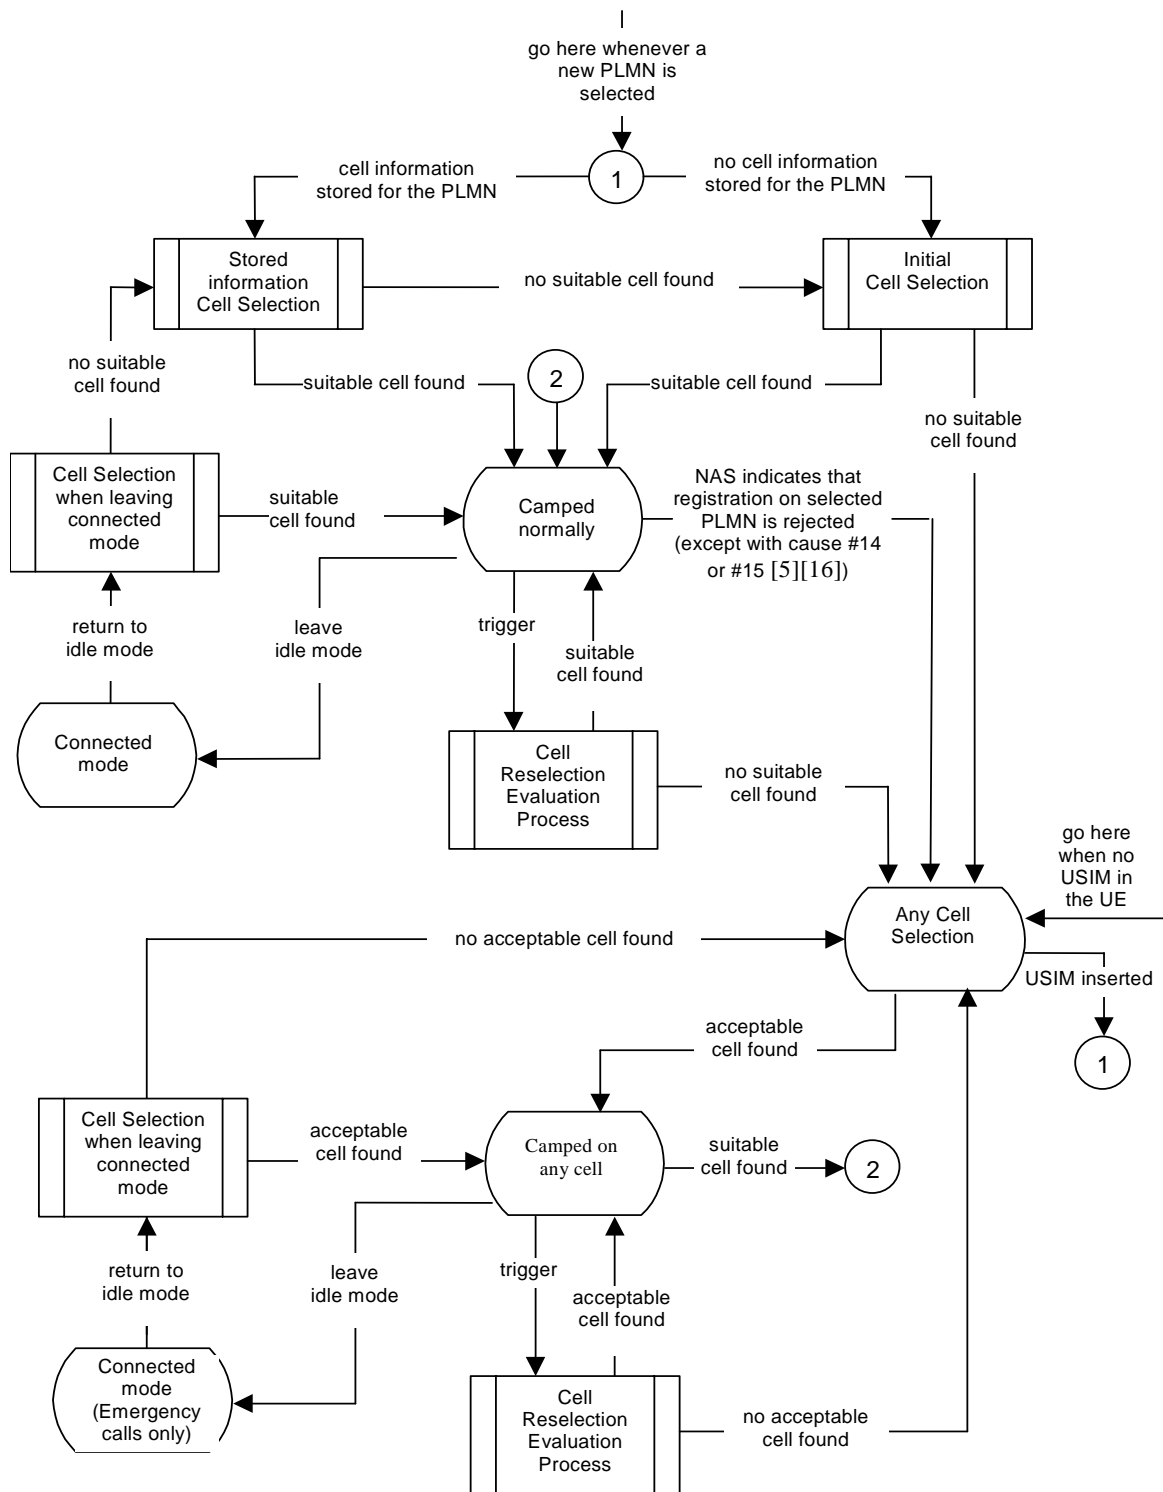 go here whenever a
new PLMN is
selected
1
cell information
stored for the PLMN
no cell information
stored for the PLMN
Stored
information
Cell Selection
no suitable cell found
Initial
Cell Selection
no suitable
cell found
suitable cell found
2
suitable cell found
no suitable
cell found
Cell Selection
when leaving
connected
mode
suitable
cell found
Camped
normally
NAS indicates that
registration on selected
PLMN is rejected
(except with cause #14
or #15 [5][16])
return to
idle mode
leave
idle mode
trigger
suitable
cell found
Connected
mode
Cell
Reselection
Evaluation
Process
no suitable
cell found
go here
when no
USIM in
the UE
Any Cell
Selection
no acceptable cell found
USIM inserted
acceptable
cell found
1
Cell Selection
when leaving
connected
mode
acceptable
cell found
Camped on
any cell
suitable
cell found
2
return to
idle mode
leave
idle mode
trigger
acceptable
cell found
Connected
mode
(Emergency
calls only)
Cell
Reselection
Evaluation
Process
no acceptable
cell found